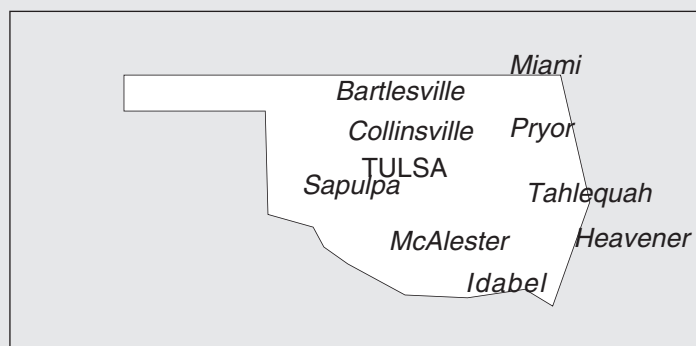 Miami
Bartlesville
Collinsville
Pryor
TULSA
Sapulpa
Tahlequah
McAlester
Heavener
Idabel